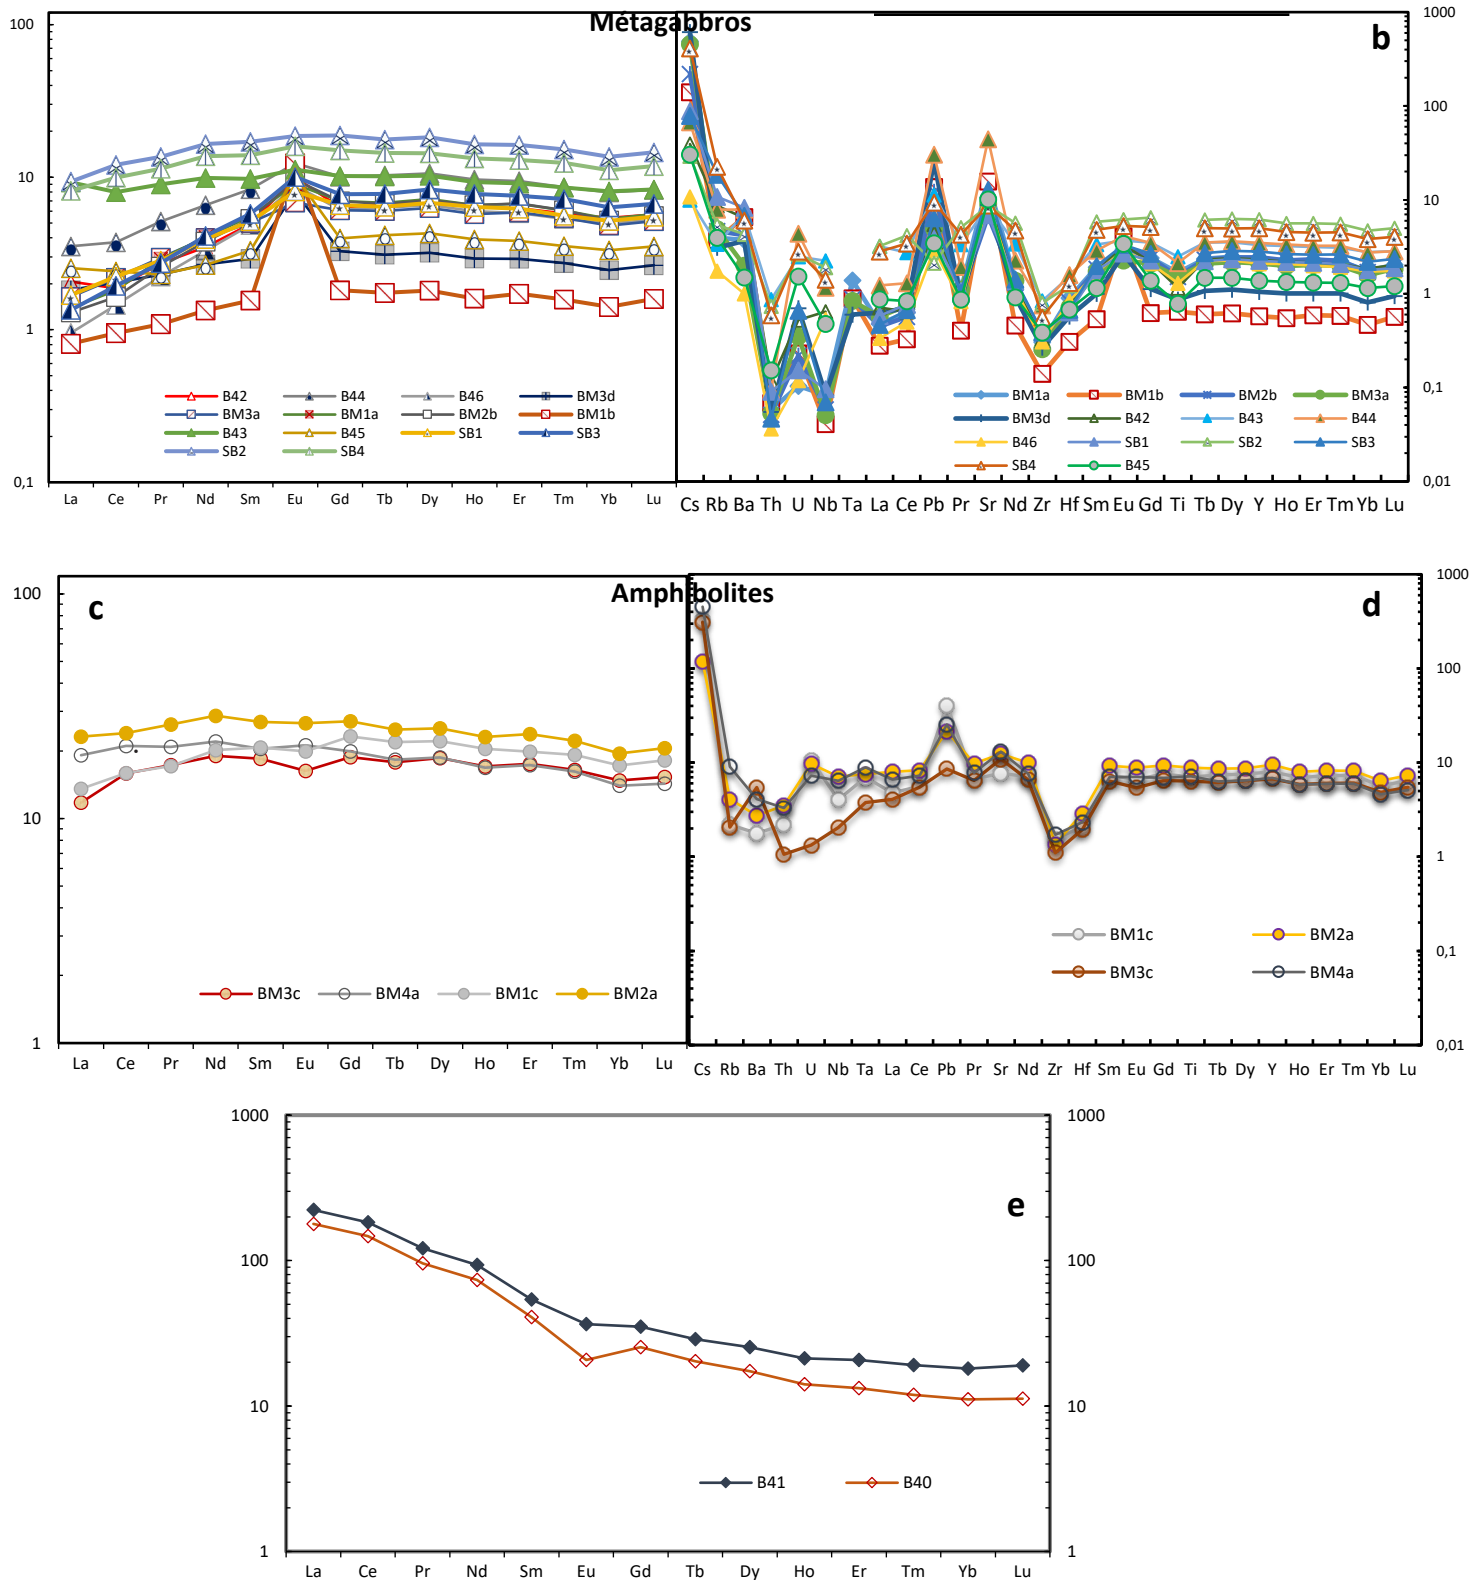 Métagabbros
100
10
1
0,1
La Ce Pr Nd Sm Eu Gd Tb Dy Ho Er Tm Yb Lu
B42 B44 B46 BM3d
BM3a BM1a BM2b BM1b
B43 B45 SB1 SB3
SB2 SB4
b
1000
100
10
1
0,1
0,01
BM1a BM1b BM2b BM3a
BM3d B42 B43 B44
B46 SB1 SB2 SB3
SB4 B45
Cs Rb Ba Th U Nb Ta La Ce Pb Pr Sr Nd Zr Hf Sm Eu Gd Ti Tb Dy Y Ho Er Tm Yb Lu
Amphibolites
c
100
10
1
BM3c BM4a BM1c BM2a
La Ce Pr Nd Sm Eu Gd Tb Dy Ho Er Tm Yb Lu
d
1000
100
10
1
0,1
0,01
BM1c BM2a
BM3c BM4a
Cs Rb Ba Th U Nb Ta La Ce Pb Pr Sr Nd Zr Hf Sm Eu Gd Ti Tb Dy Y Ho Er Tm Yb Lu
e
1000 1000
100 100
10 10
1 1
B41 B40
La Ce Pr Nd Sm Eu Gd Tb Dy Ho Er Tm Yb Lu